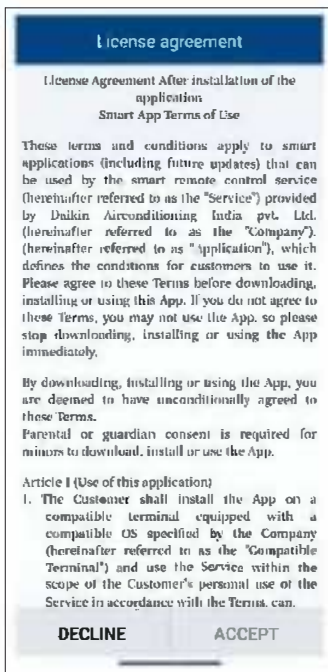 License agreement
License Agreement After installation of the
application
Smart App Terms of Use
These terms and conditions apply to smart
applications (including future updates) that can
be used by the smart remote control service
(hereinafter referred to as the "Service") provided
by Daikin Airconditioning India pvt. Ltd.
(hereinafter referred to as the "Company").
(hereinafter referred to as "Application"), which
defines the conditions for customers to use it.
Please agree to these Terms before downloading,
installing or using this App. If you do not agree to
these Terms, you may not use the App, so please
stop downloading, installing or using the App
immediately.
By downloading, installing or using the App, you
are deemed to have unconditionally agreed to
these Terms.
Parental or guardian consent is required for
minors to download, install or use the App.
Article 1 (Use of this application)
1. The Customer shall install the App on a
compatible terminal equipped with a
compatible OS specified by the Company
(hereinafter referred to as the "Compatible
Terminal") and use the Service within the
scope of the Customer's personal use of the
Service in accordance with the Terms. can.
DECLINE ACCEPT